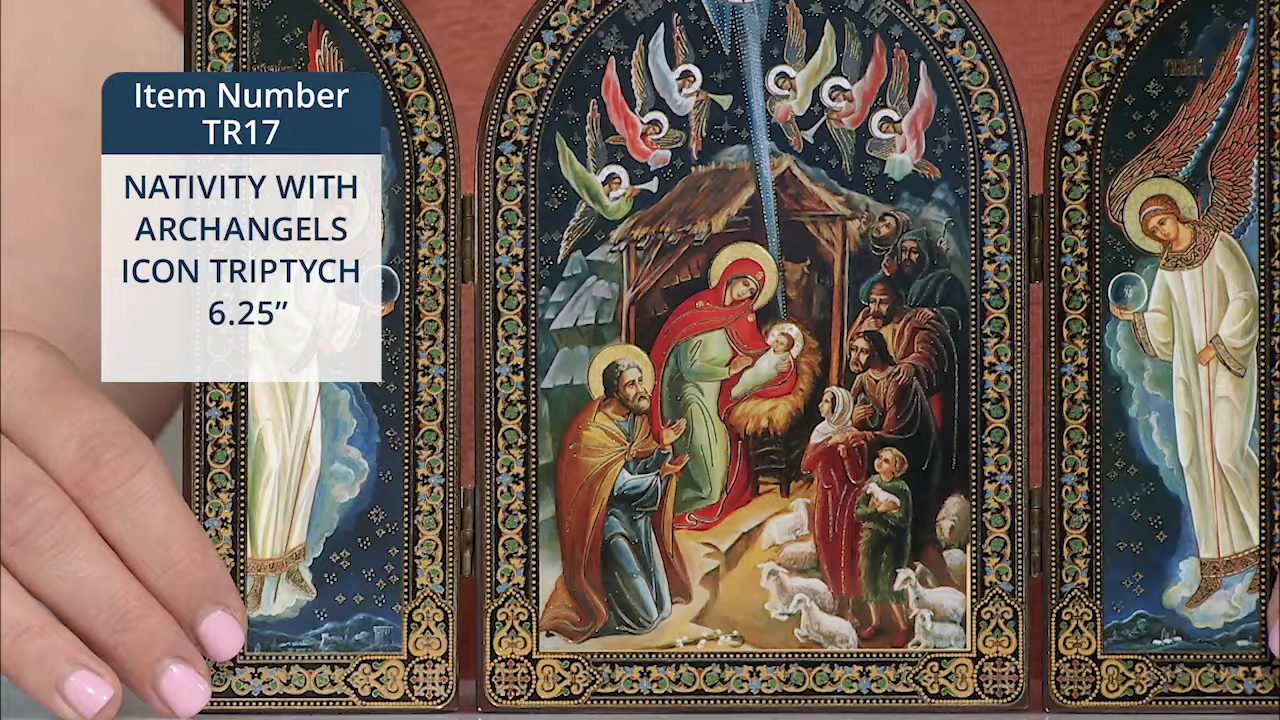 Item Number
TR17
NATIVITY WITH
ARCHANGELS
ICON TRIPTYCH
6.25”